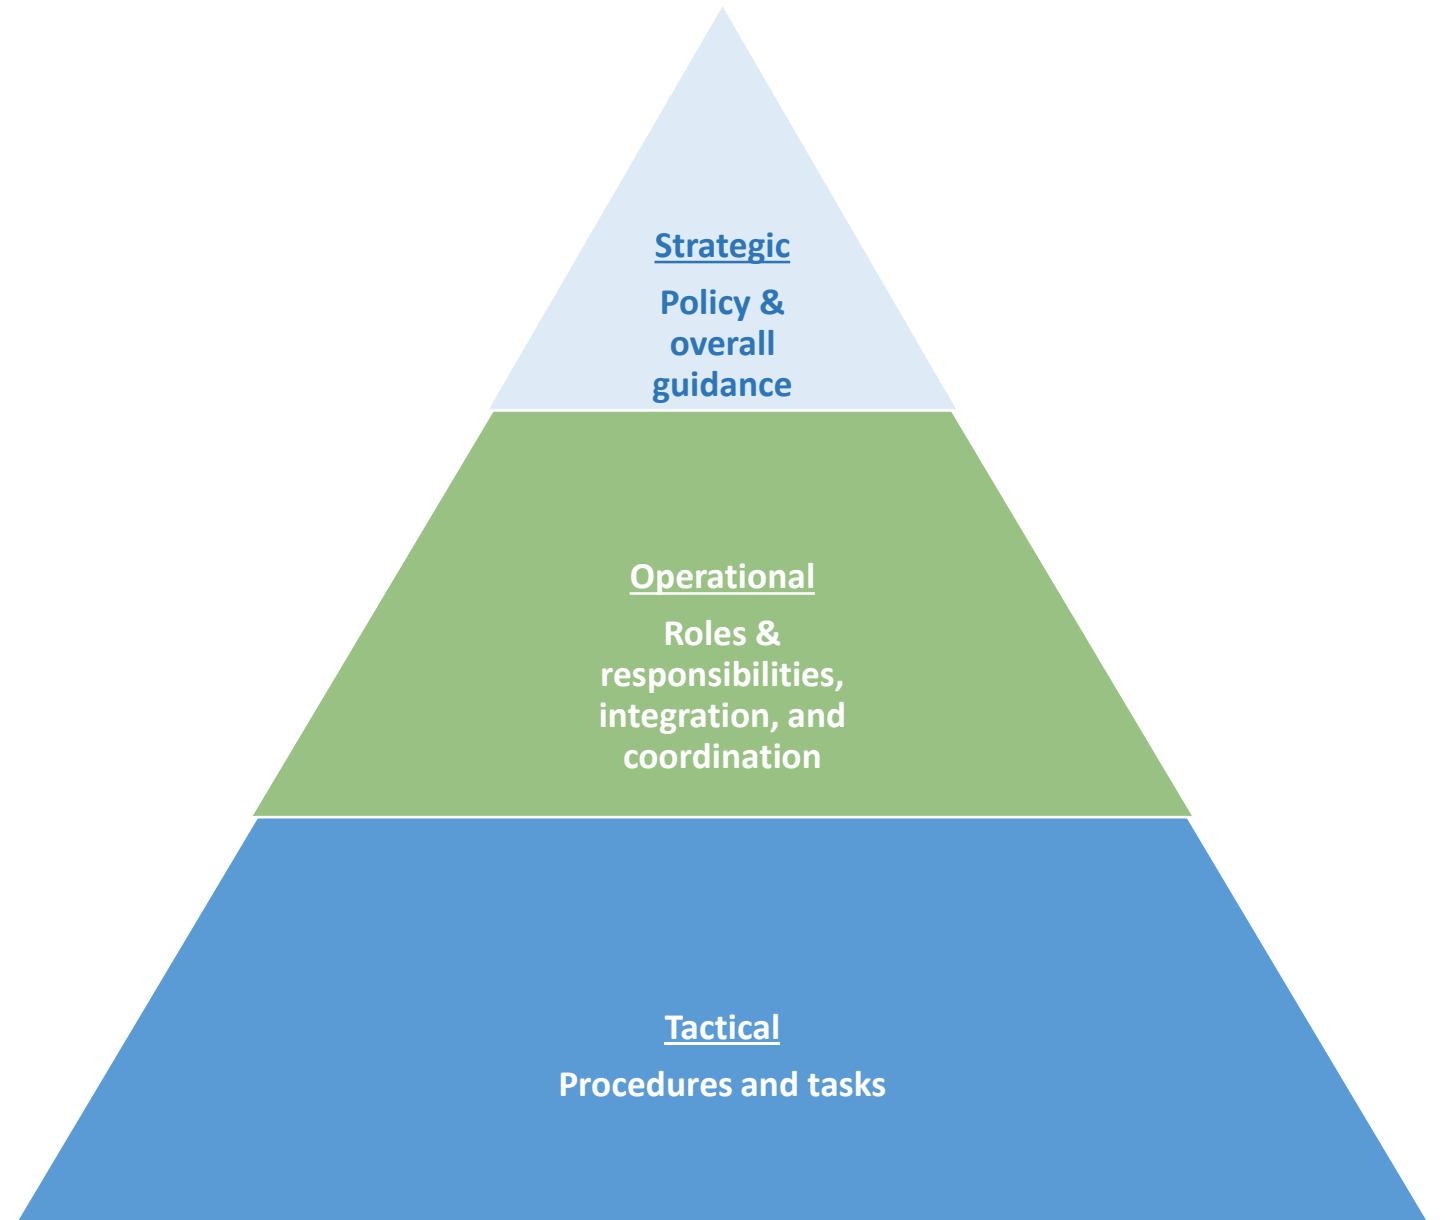 Strategic
Policy &
overall
guidance
Operational
Roles &
responsibilities,
integration, and
coordination
Tactical
Procedures and tasks